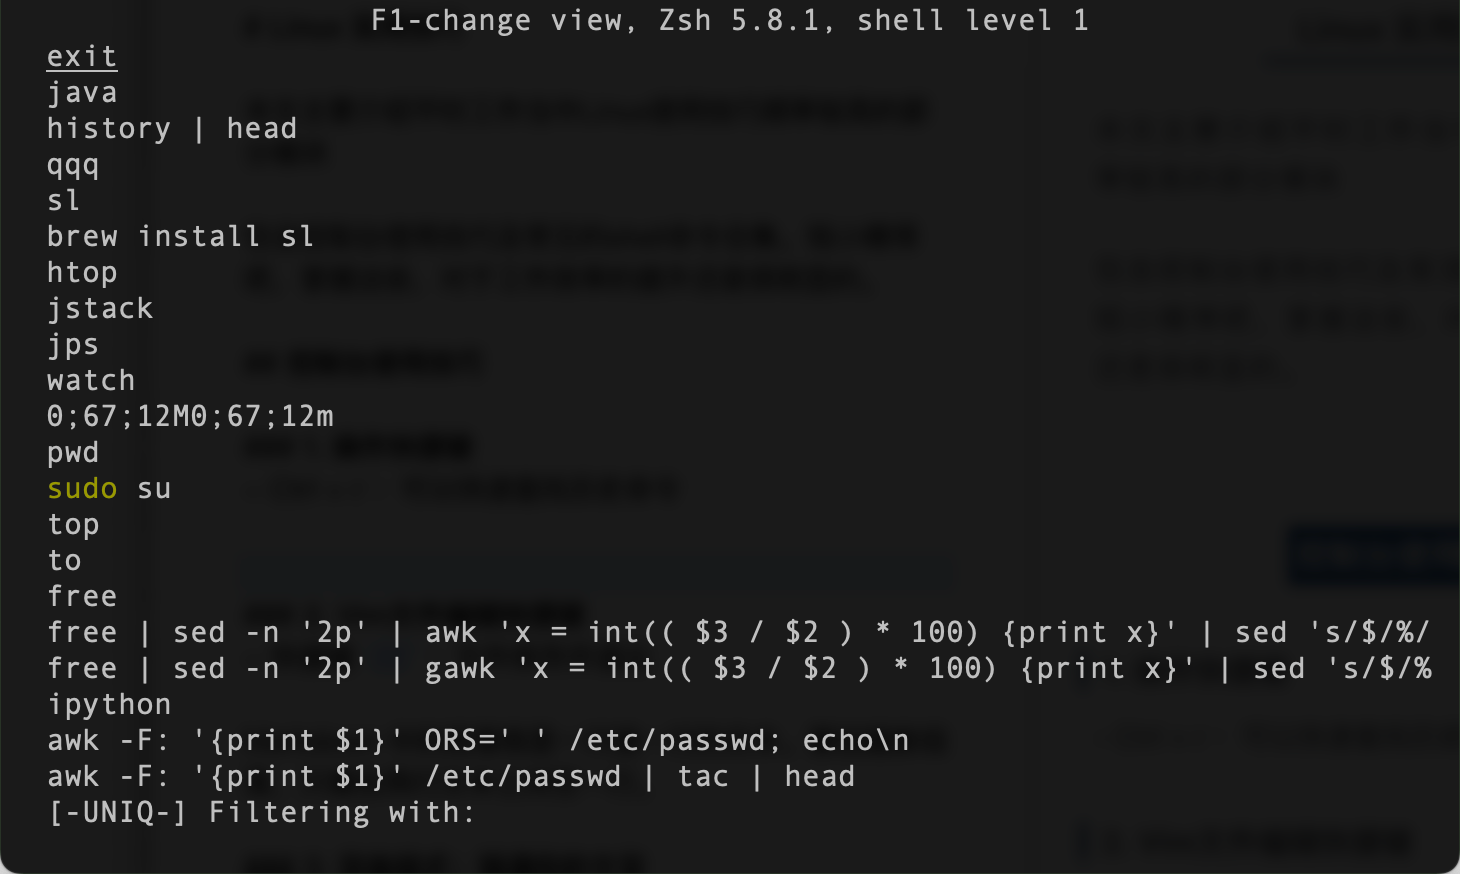 F1-change view, Zsh 5.8.1, shell level 1
exit
java
history | head
qqq
sl
brew install sl
htop
jstack
jps
watch
0;67;12M0;67;12m
pwd
sudo su
top
to
free
free | sed -n '2p' | awk 'x = int(( $3 / $2 ) * 100) {print x}' | sed 's/$/%/
free | sed -n '2p' | gawk 'x = int(( $3 / $2 ) * 100) {print x}' | sed 's/$/%
ipython
awk -F: '{print $1}' ORS=' ' /etc/passwd; echo\n
awk -F: '{print $1}' /etc/passwd | tac | head
[-UNIQ-] Filtering with: